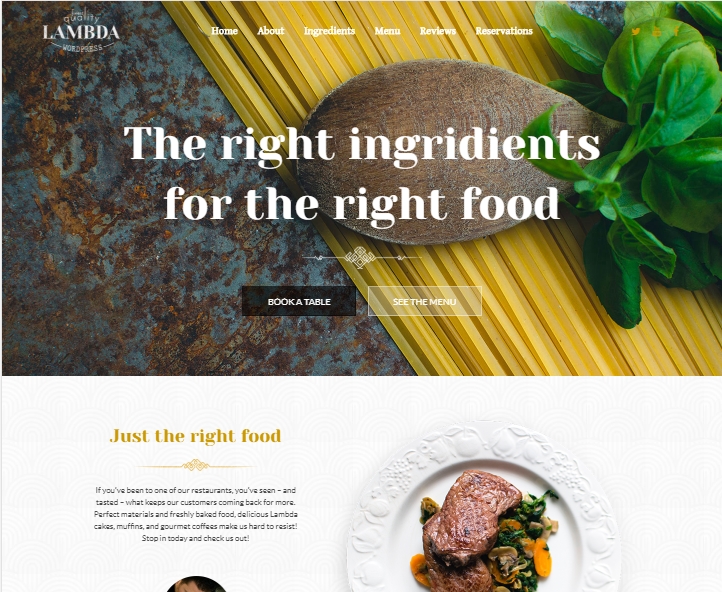 quality
LAMBDA
WORDPRESS
Home About Ingredients Menu Reviews Reservations
The right ingridients
for the right food
BOOK A TABLE SEE THE MENU
Just the right food
If you've been to one of our restaurants, you've seen – and
tasted – what keeps our customers coming back for more.
Perfect materials and freshly baked food, delicious Lambda
cakes, muffins, and gourmet coffees make us hard to resist!
Stop in today and check us out!